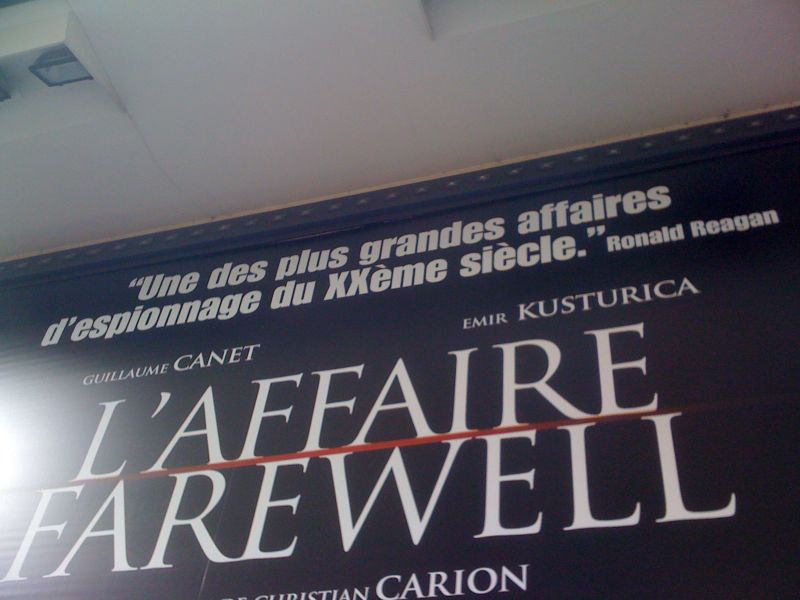 “Une des plus grandes affaires
d’espionnage du XXème siècle.” Ronald Reagan
GUILLAUME CANET EMIR KUSTURICA
L’AFFAIRE
FAREWELL
DE CHRISTIAN CARION